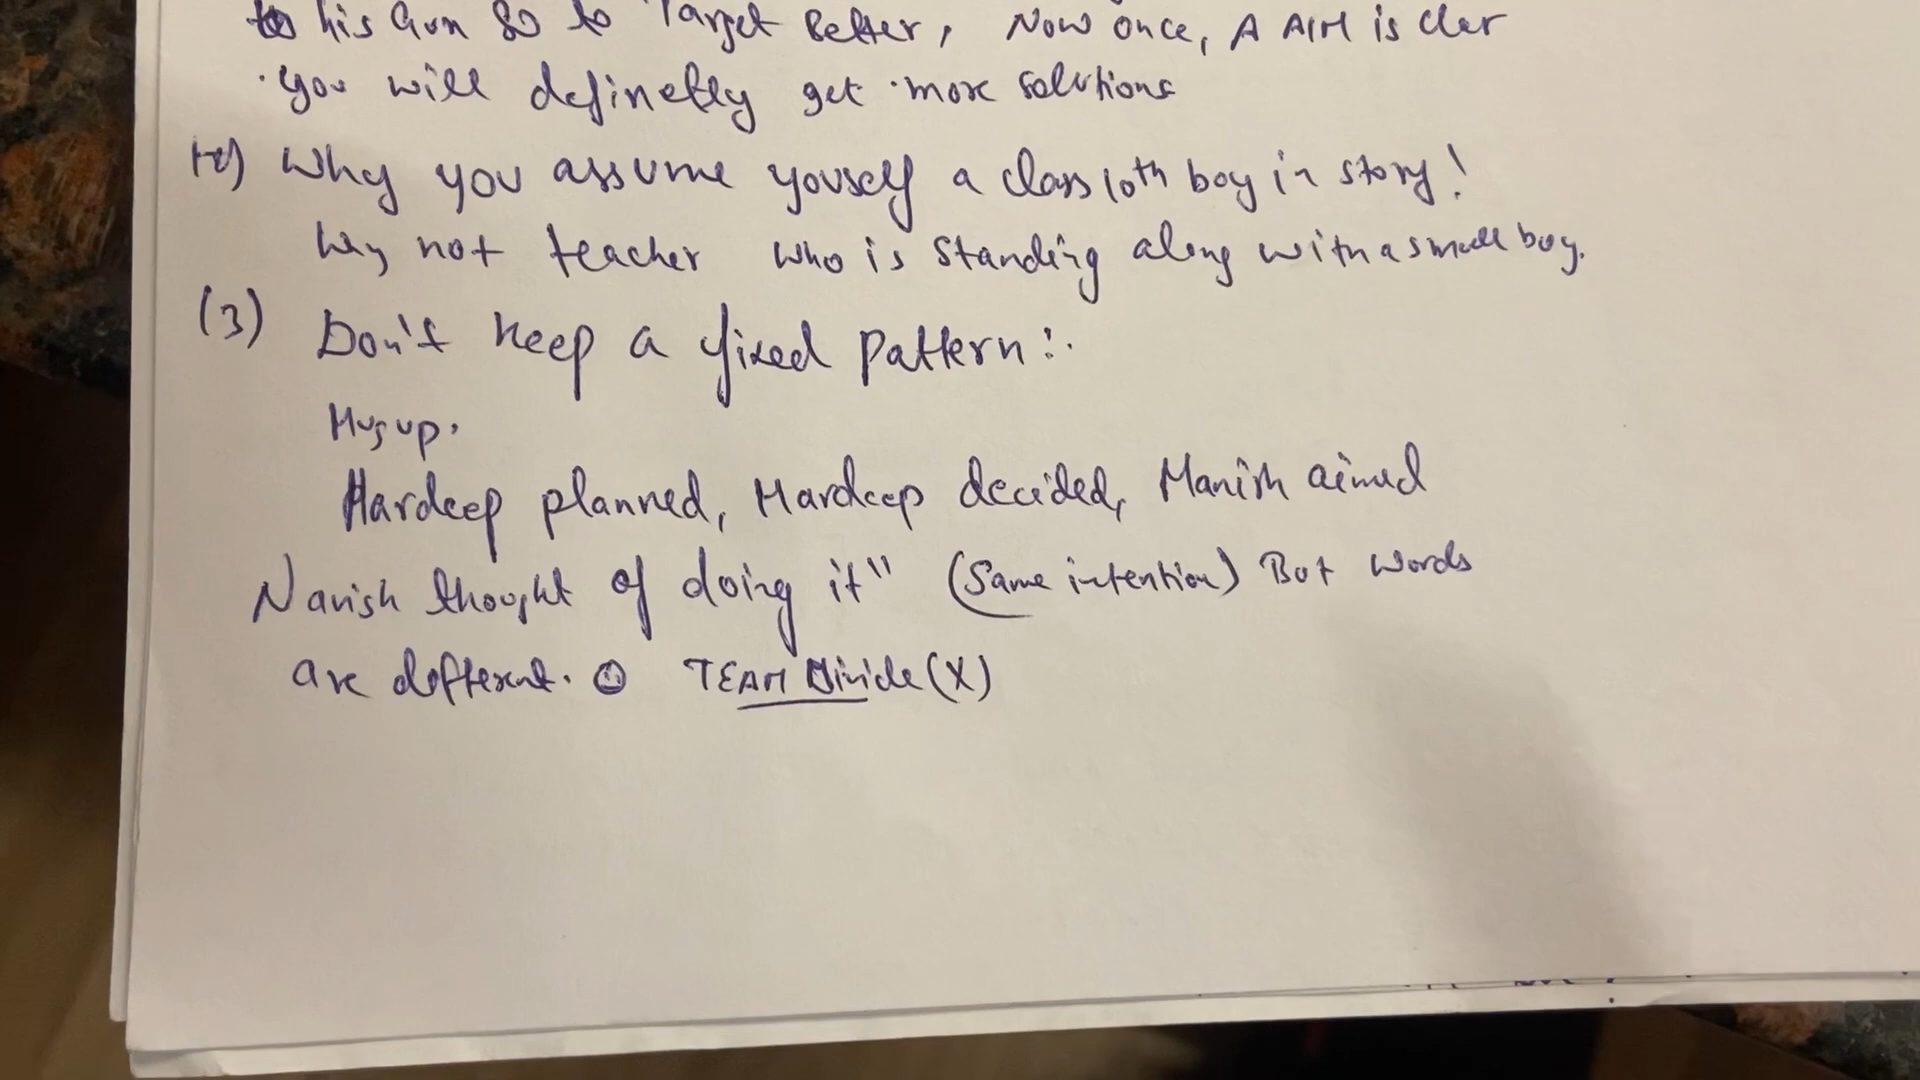 his Gun so to Target Better, Now once, A AIM is cler
you will definetly get more solutions
Why you assume youself a class 10th boy in story!
Why not teacher who is standing along with a small boy.
(3) Don't keep a fixed pattern:.
Hardeep planned, Hardeep decided, Manish aimed
Navish thought of doing it" (Same intention) But words
are different. TEAM Divide (X)